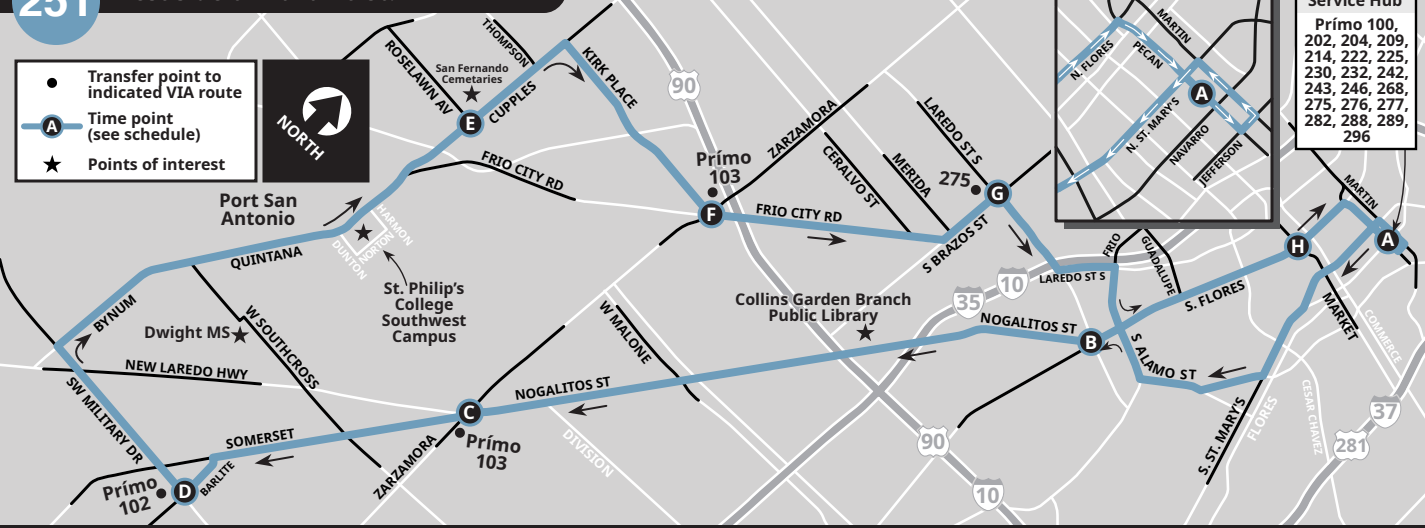 251
Transfer point to
indicated VIA route
A
Time point
(see schedule)
Points of interest
NORTH
ROSELAWN AV
THOMPSON
San Fernando
Cemetaries
E
CUPPLES
KIRK PLACE
90
FRIO CITY RD
Port San
Antonio
HARMON
NORTON
DUNTON
QUINTANA
St. Philip's
College
Southwest
Campus
BYNUM
Dwight MS
W SOUTHCROSS
NEW LAREDO HWY
SW MILITARY DR
SOMERSET
BARLITE
D
Prímo
102
C
Prímo
103
ZARZAMORA
NOGALITOS ST
DIVISION
W MALONE
Prímo
103
F
ZARZAMORA
CERALVO ST
MERIDA
LAREDO ST S
275
G
FRIO CITY RD
S BRAZOS ST
Collins Garden Branch
Public Library
35
10
LAREDO ST S
FRIO
GUADALUPE
NOGALITOS ST
B
S. FLORES
S ALAMO ST
H
MARTIN
A
MARKET
COMMERCE
S. ST. MARY'S
FLORES
CESAR CHAVEZ
37
281
90
10
MARTIN
PECAN
N. FLORES
A
N. ST. MARY'S
NAVARRO
JEFFERSON
Service Hub
Prímo 100,
202, 204, 209,
214, 222, 225,
230, 232, 242,
243, 246, 268,
275, 276, 277,
282, 288, 289,
296